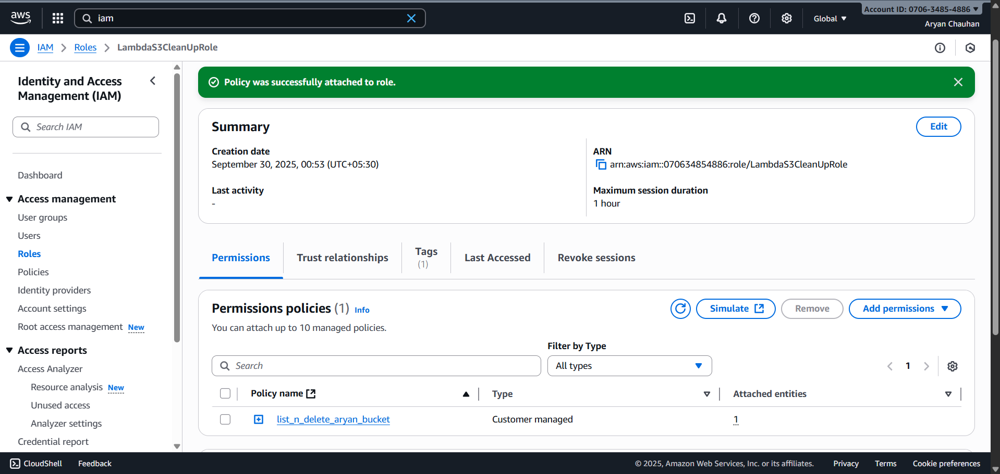 aws
iam
Global
Account ID: 0706-3485-4886
Aryan Chauhan
IAM
Roles
LambdaS3CleanUpRole
Identity and Access
Management (IAM)
Search IAM
Dashboard
Access management
User groups
Users
Roles
Policies
Identity providers
Account settings
Root access management New
Access reports
Access Analyzer
Resource analysis New
Unused access
Analyzer settings
Credential report
Policy was successfully attached to role.
Summary
Edit
Creation date
September 30, 2025, 00:53 (UTC+05:30)
ARN
arn:aws:iam::070634854886:role/LambdaS3CleanUpRole
Last activity
-
Maximum session duration
1 hour
Permissions
Trust relationships
Tags
(1)
Last Accessed
Revoke sessions
Permissions policies (1) Info
Simulate
Remove
Add permissions
You can attach up to 10 managed policies.
Filter by Type
Search
All types
1
Policy name
Type
Attached entities
list_n_delete_aryan_bucket
Customer managed
1
CloudShell
Feedback
© 2025, Amazon Web Services, Inc. or its affiliates.
Privacy
Terms
Cookie preferences